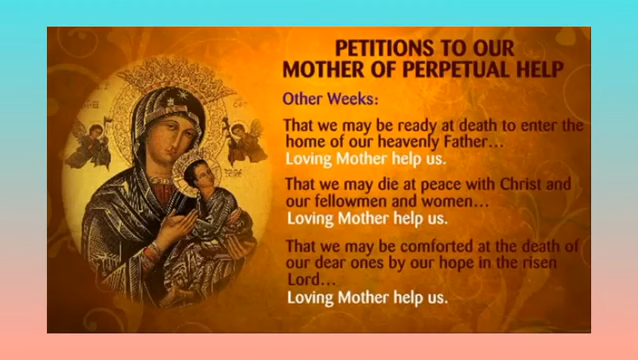 PETITIONS TO OUR
MOTHER OF PERPETUAL HELP
Other Weeks:
That we may be ready at death to enter the
home of our heavenly Father...
Loving Mother help us.
That we may die at peace with Christ and
our fellowmen and women...
Loving Mother help us.
That we may be comforted at the death of
our dear ones by our hope in the risen
Lord...
Loving Mother help us.